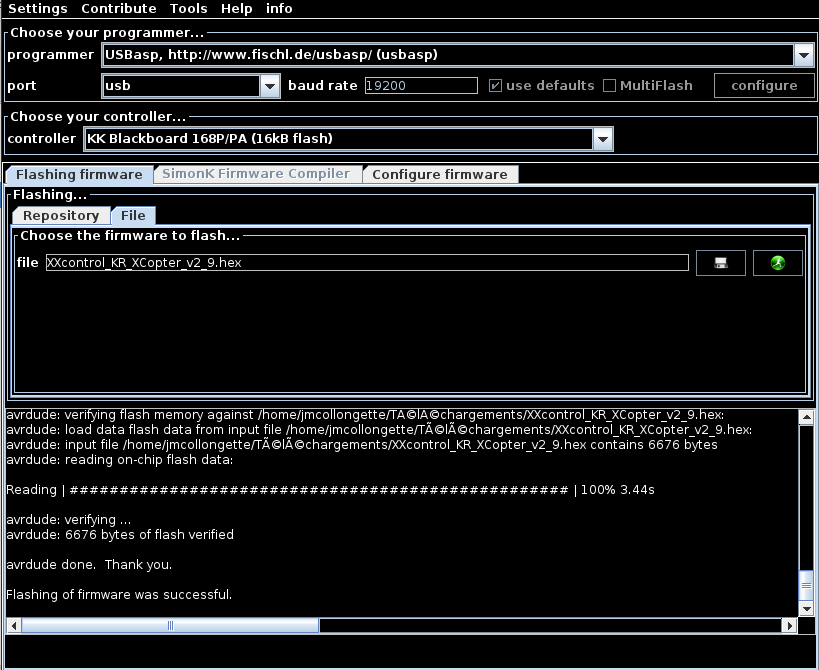 Settings Contribute Tools Help info
Choose your programmer...
programmer USBasp, http://www.fischl.de/usbasp/ (usbasp)
port usb baud rate 19200 use defaults MultiFlash configure
Choose your controller...
controller KK Blackboard 168P/PA (16kB flash)
Flashing firmware SimonK Firmware Compiler Configure firmware
Flashing...
Repository File
Choose the firmware to flash...
file XXcontrol_KR_XCopter_v2_9.hex
avrdude: verifying flash memory against /home/jmcollongette/TÃ©lÃ©chargements/XXcontrol_KR_XCopter_v2_9.hex:
avrdude: load data flash data from input file /home/jmcollongette/TÃ©lÃ©chargements/XXcontrol_KR_XCopter_v2_9.hex:
avrdude: input file /home/jmcollongette/TÃ©lÃ©chargements/XXcontrol_KR_XCopter_v2_9.hex contains 6676 bytes
avrdude: reading on-chip flash data:
Reading | ################################################## | 100% 3.44s
avrdude: verifying ...
avrdude: 6676 bytes of flash verified
avrdude done.  Thank you.
Flashing of firmware was successful.